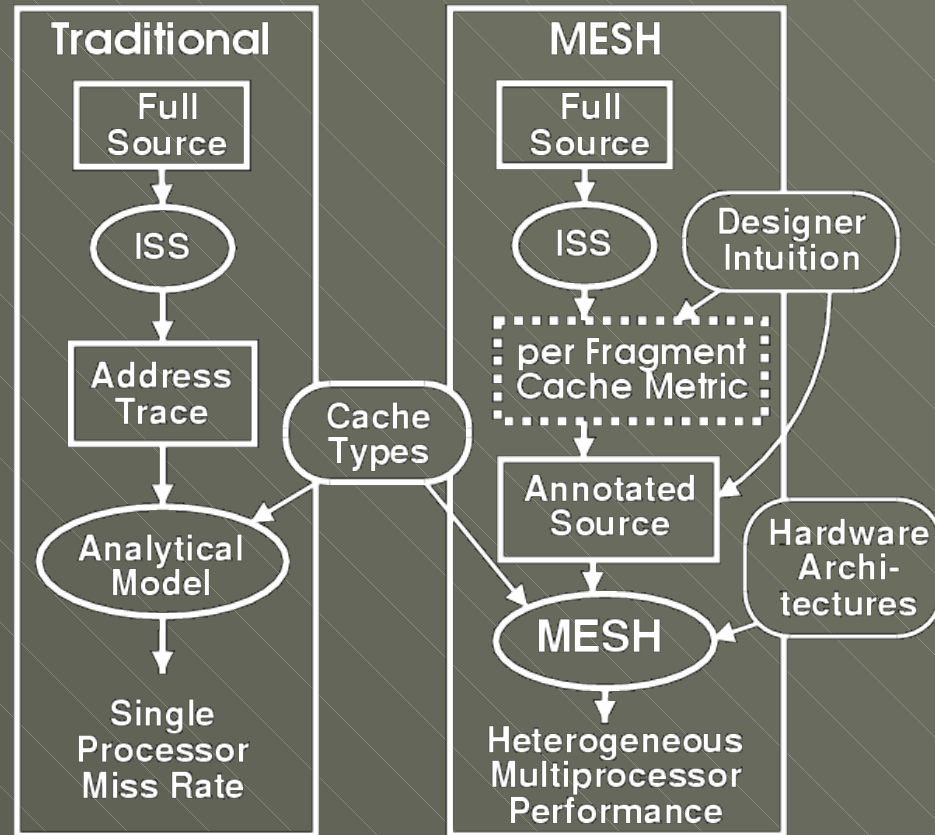 Traditional
Full
Source
ISS
Address
Trace
Analytical
Model
Single
Processor
Miss Rate
Cache
Types
MESH
Full
Source
ISS
Designer
Intuition
per Fragment
Cache Metric
Annotated
Source
Hardware
Archi-
tectures
MESH
Heterogeneous
Multiprocessor
Performance